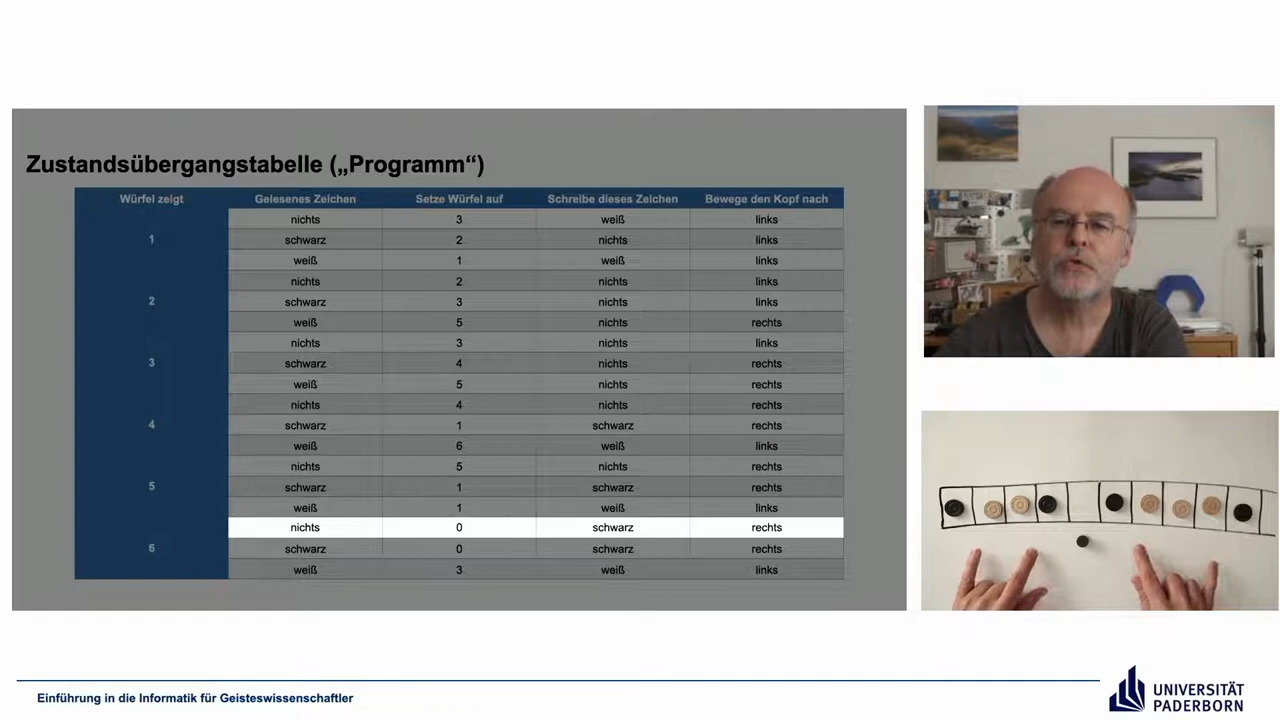 Zustandsübergangstabelle („Programm“)
Würfel zeigt Gelesenes Zeichen Setze Würfel auf Schreibe dieses Zeichen Bewege den Kopf nach
nichts 3 weiß links
1 schwarz 2 nichts links
weiß 1 weiß links
nichts 2 nichts links
2 schwarz 3 nichts links
weiß 5 nichts rechts
nichts 3 nichts links
3 schwarz 4 nichts rechts
weiß 5 nichts rechts
nichts 4 nichts rechts
4 schwarz 1 schwarz rechts
weiß 6 weiß links
nichts 5 nichts rechts
5 schwarz 1 schwarz rechts
weiß 1 weiß links
nichts 0 schwarz rechts
6 schwarz 0 schwarz rechts
weiß 3 weiß links
Einführung in die Informatik für Geisteswissenschaftler
UNIVERSITÄT
PADERBORN